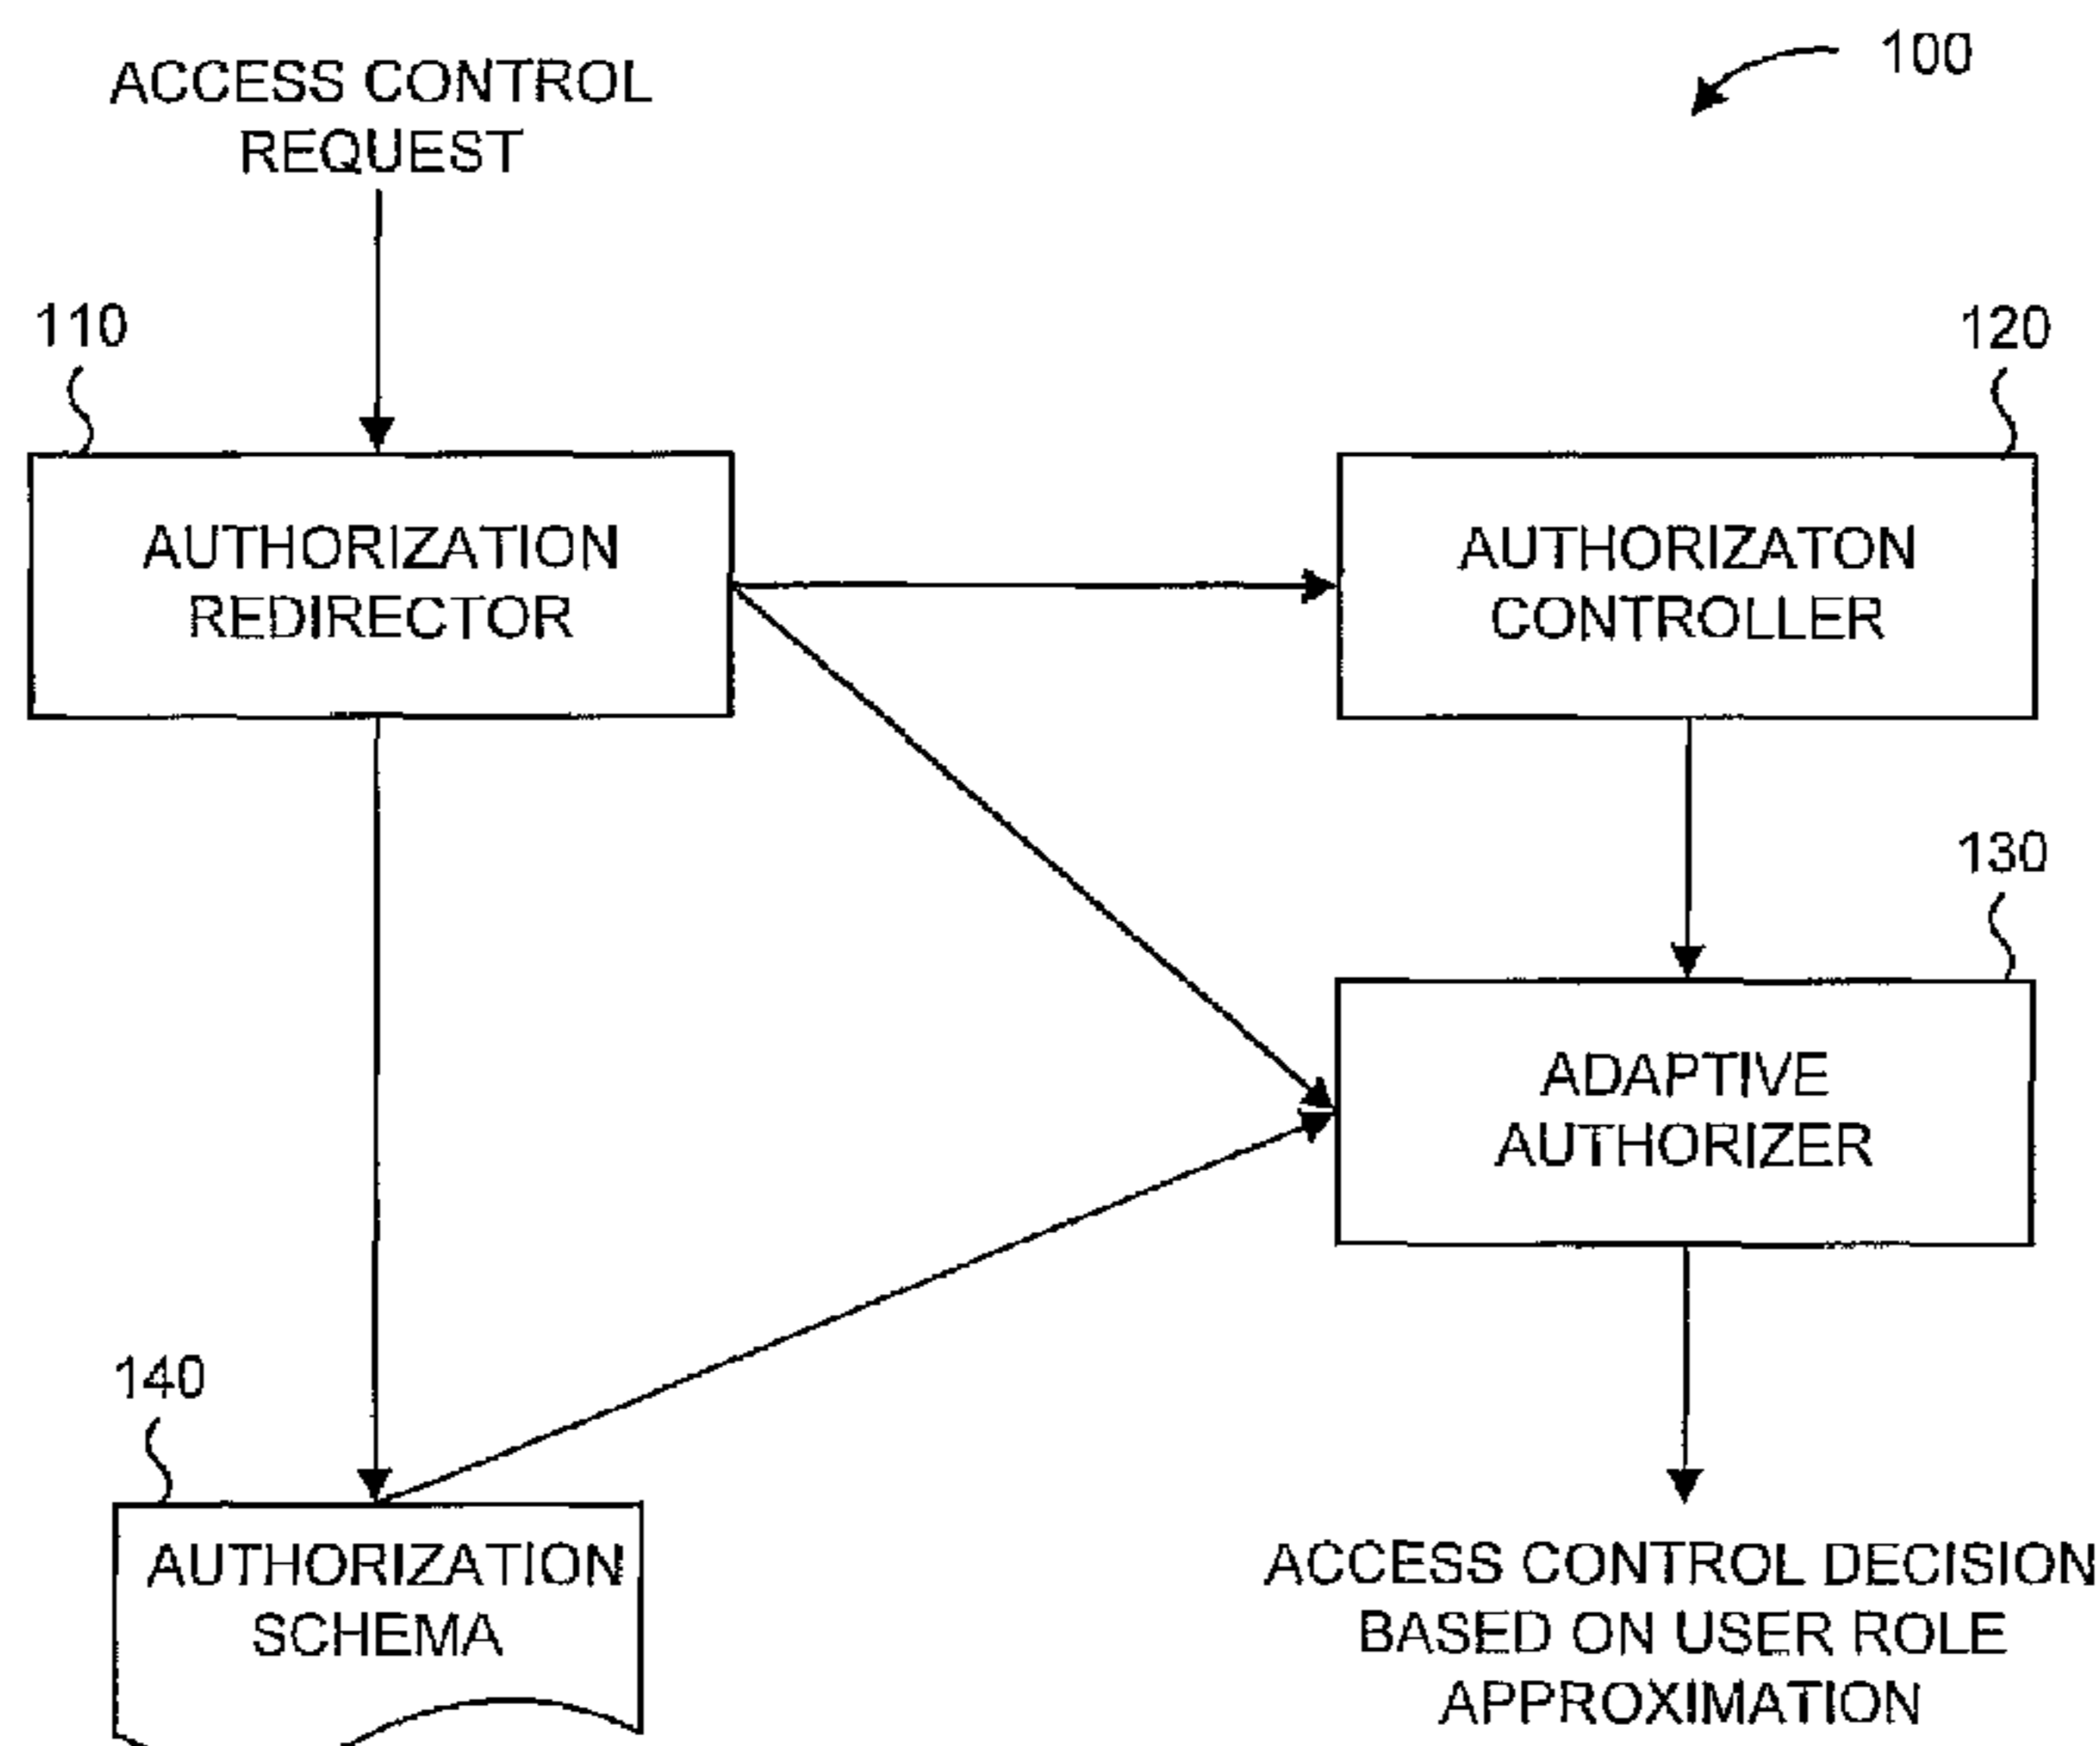 100
ACCESS CONTROL
REQUEST
110
120
AUTHORIZATION
REDIRECTOR
AUTHORIZATON
CONTROLLER
130
ADAPTIVE
AUTHORIZER
140
AUTHORIZATION
SCHEMA
ACCESS CONTROL DECISION
BASED ON USER ROLE
APPROXIMATION